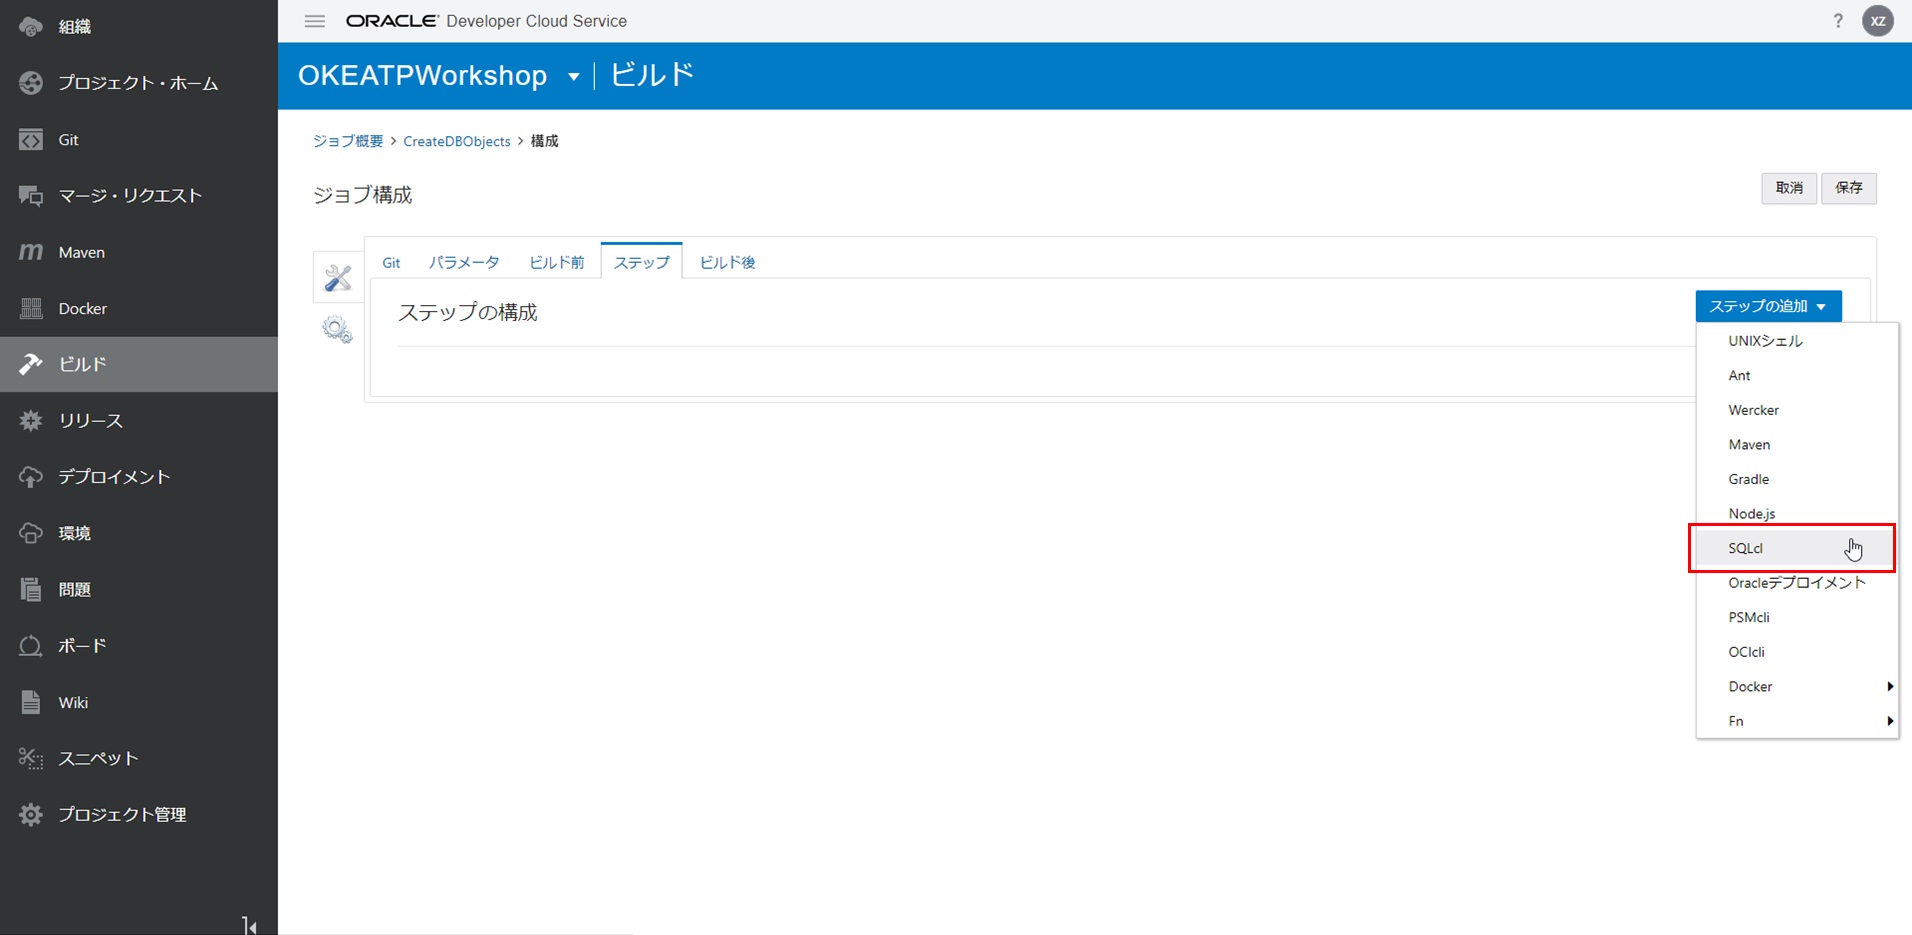 組織
プロジェクト・ホーム
Git
マージ・リクエスト
Maven
Docker
ビルド
リリース
デプロイメント
環境
問題
ボード
Wiki
スニペット
プロジェクト管理
ORACLE® Developer Cloud Service
? XZ
OKEATPWorkshop ビルド
ジョブ概要 > CreateDBObjects > 構成
ジョブ構成
取消 保存
Git パラメータ ビルド前 ステップ ビルド後
ステップの構成
ステップの追加
UNIXシェル
Ant
Wercker
Maven
Gradle
Node.js
SQLcl
Oracleデプロイメント
PSMcli
OCIcli
Docker
Fn